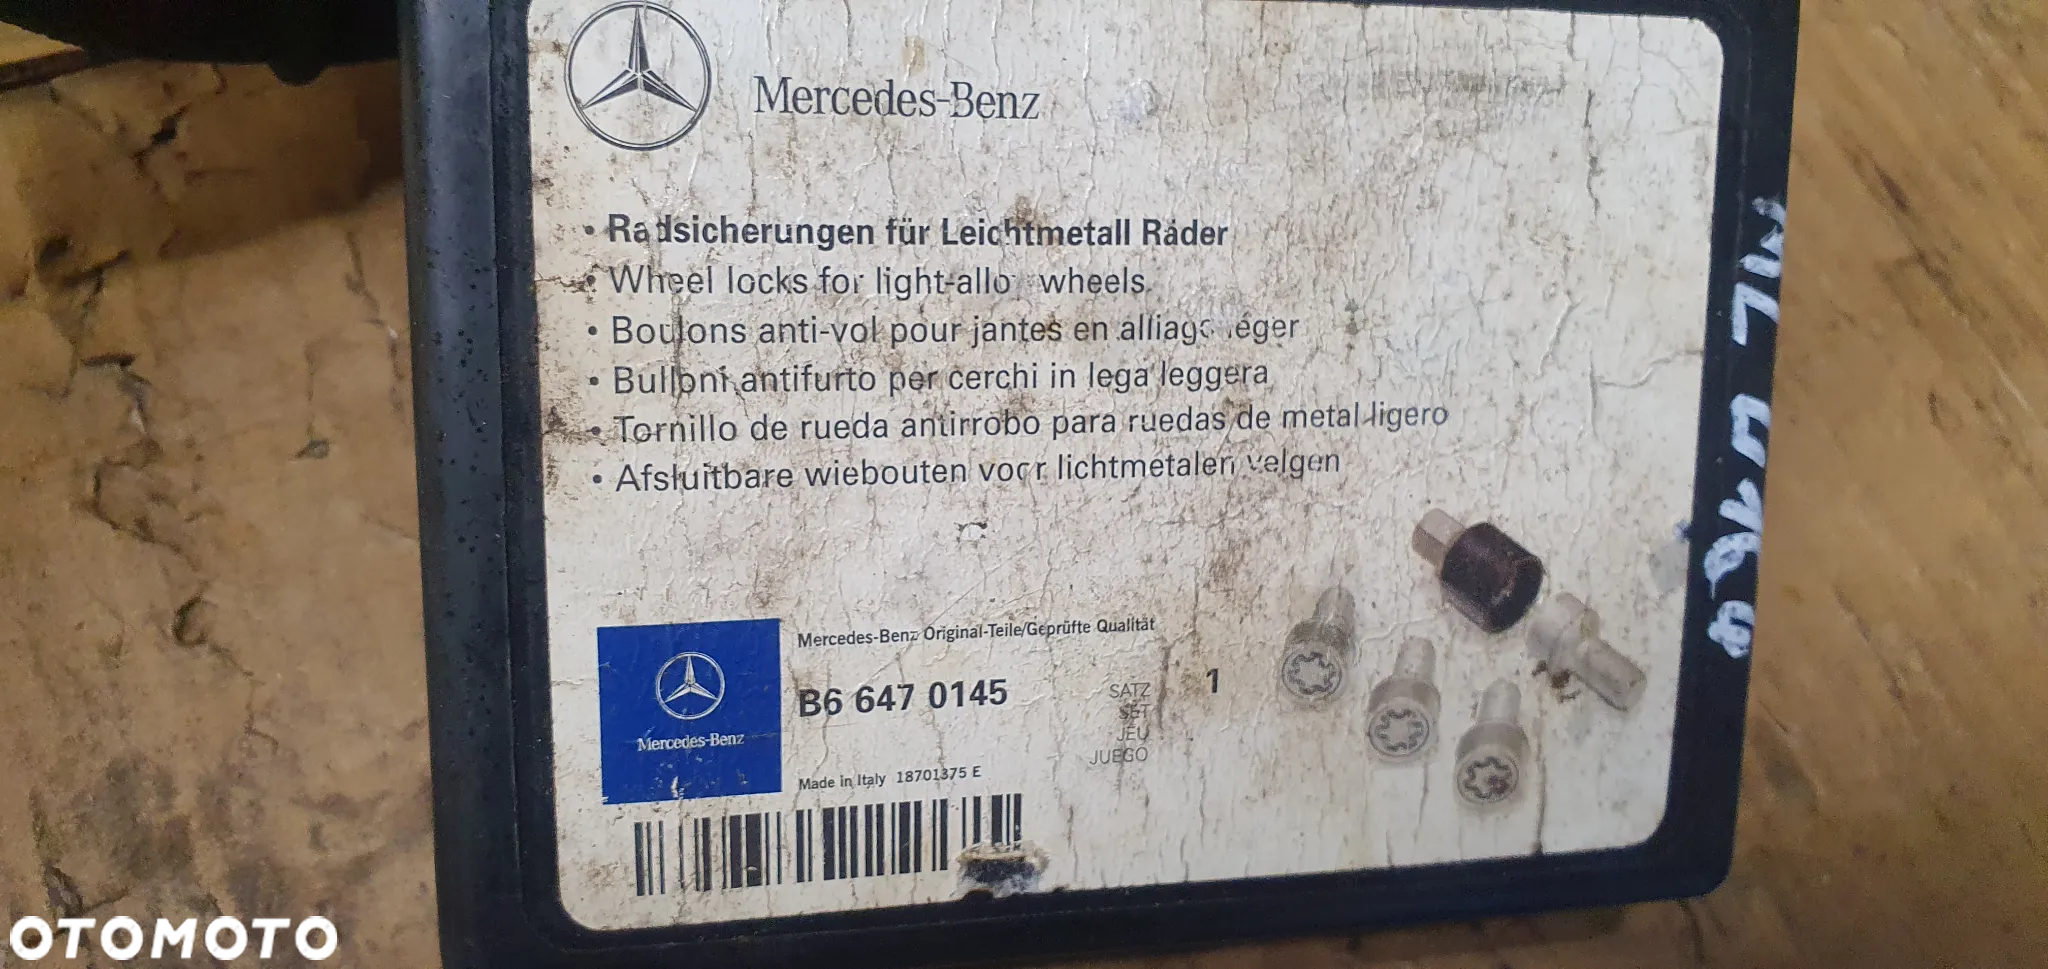 Mercedes-Benz
• Radsicherungen für Leichtmetall Räder
• Wheel locks for light-alloy wheels.
• Boulons anti-vol pour jantes en alliage léger
• Bulloni antifurto per cerchi in lega leggera
• Tornillo de rueda antirrobo para ruedas de metal ligero
• Afsluitbare wiebouten voor lichtmetalen velgen
Mercedes-Benz Original-Teile/Geprüfte Qualität
B6 647 0145
SATZ 1
SET
JEU
JUEGO
Mercedes-Benz
Made in Italy 18701375 E
ML W164
OTOMOTO